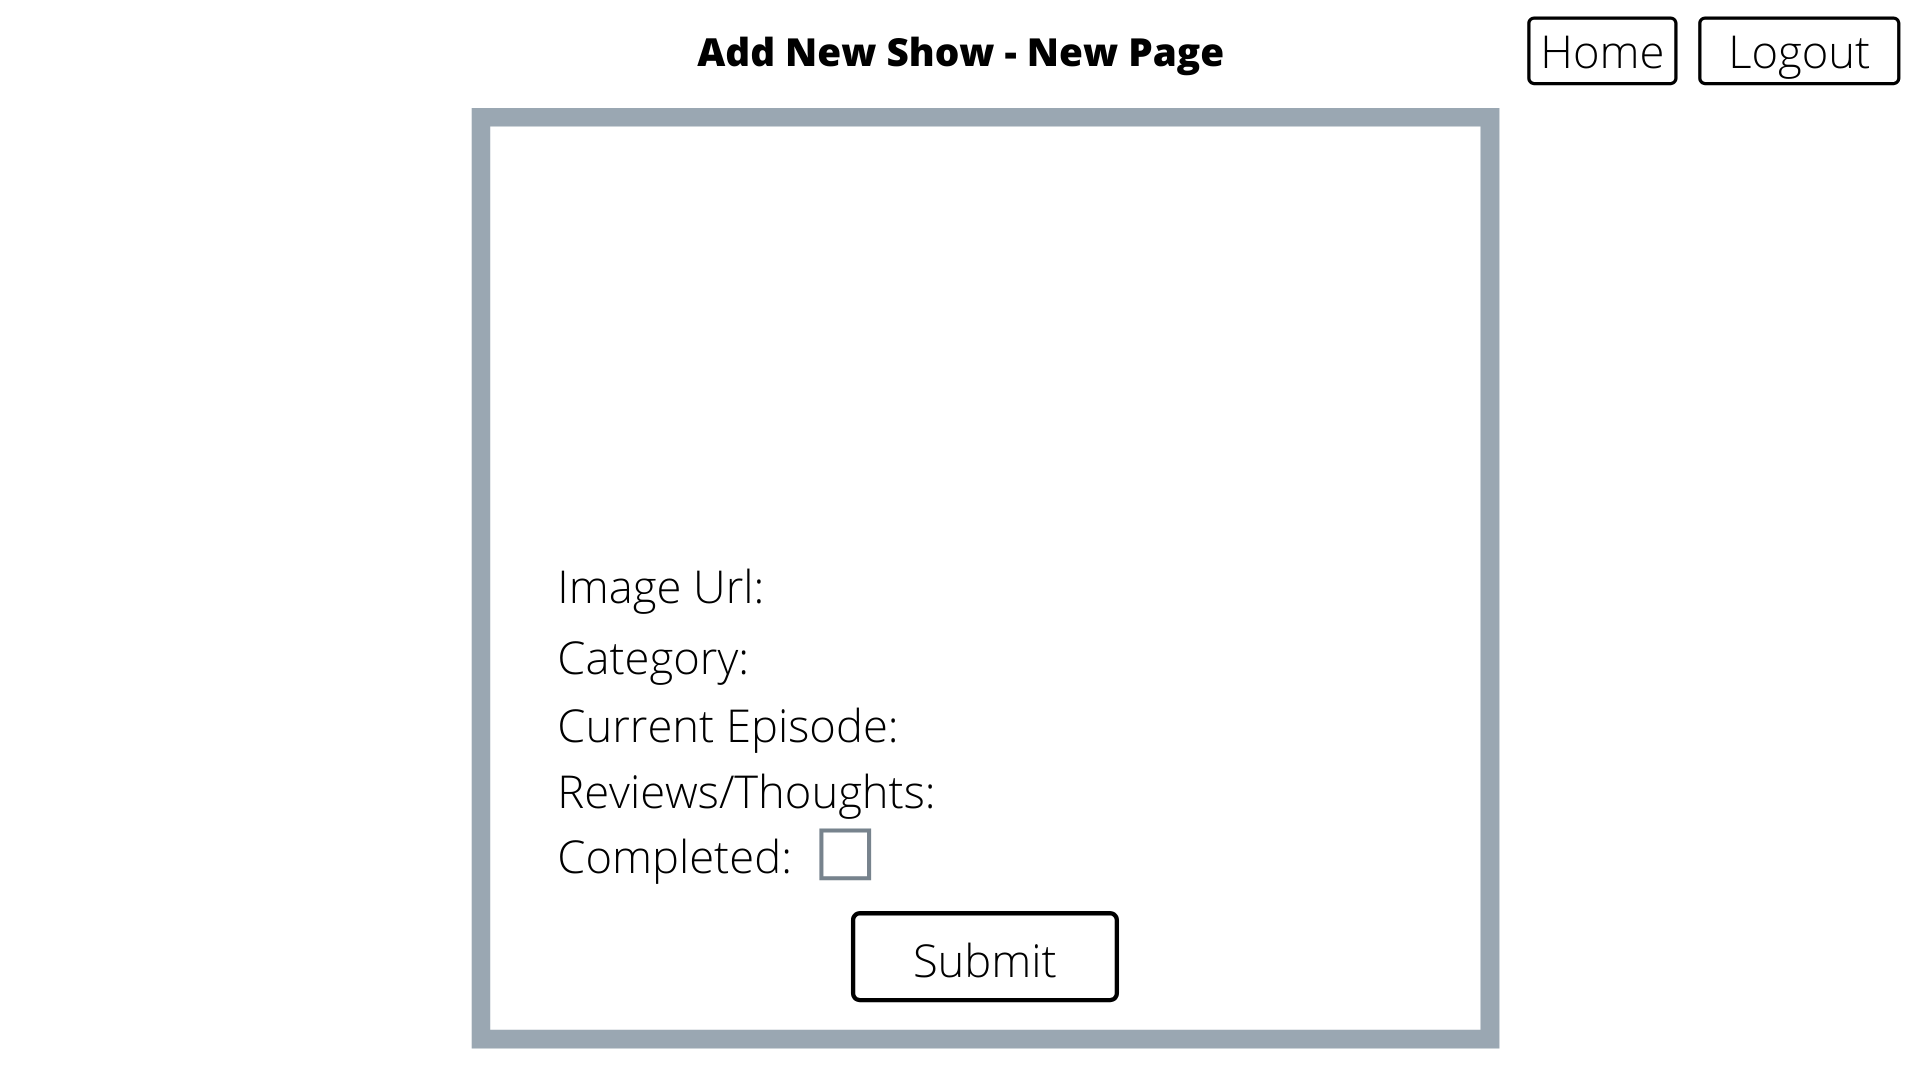 Add New Show - New Page
Home
Logout
Image Url:
Category:
Current Episode:
Reviews/Thoughts:
Completed:
Submit